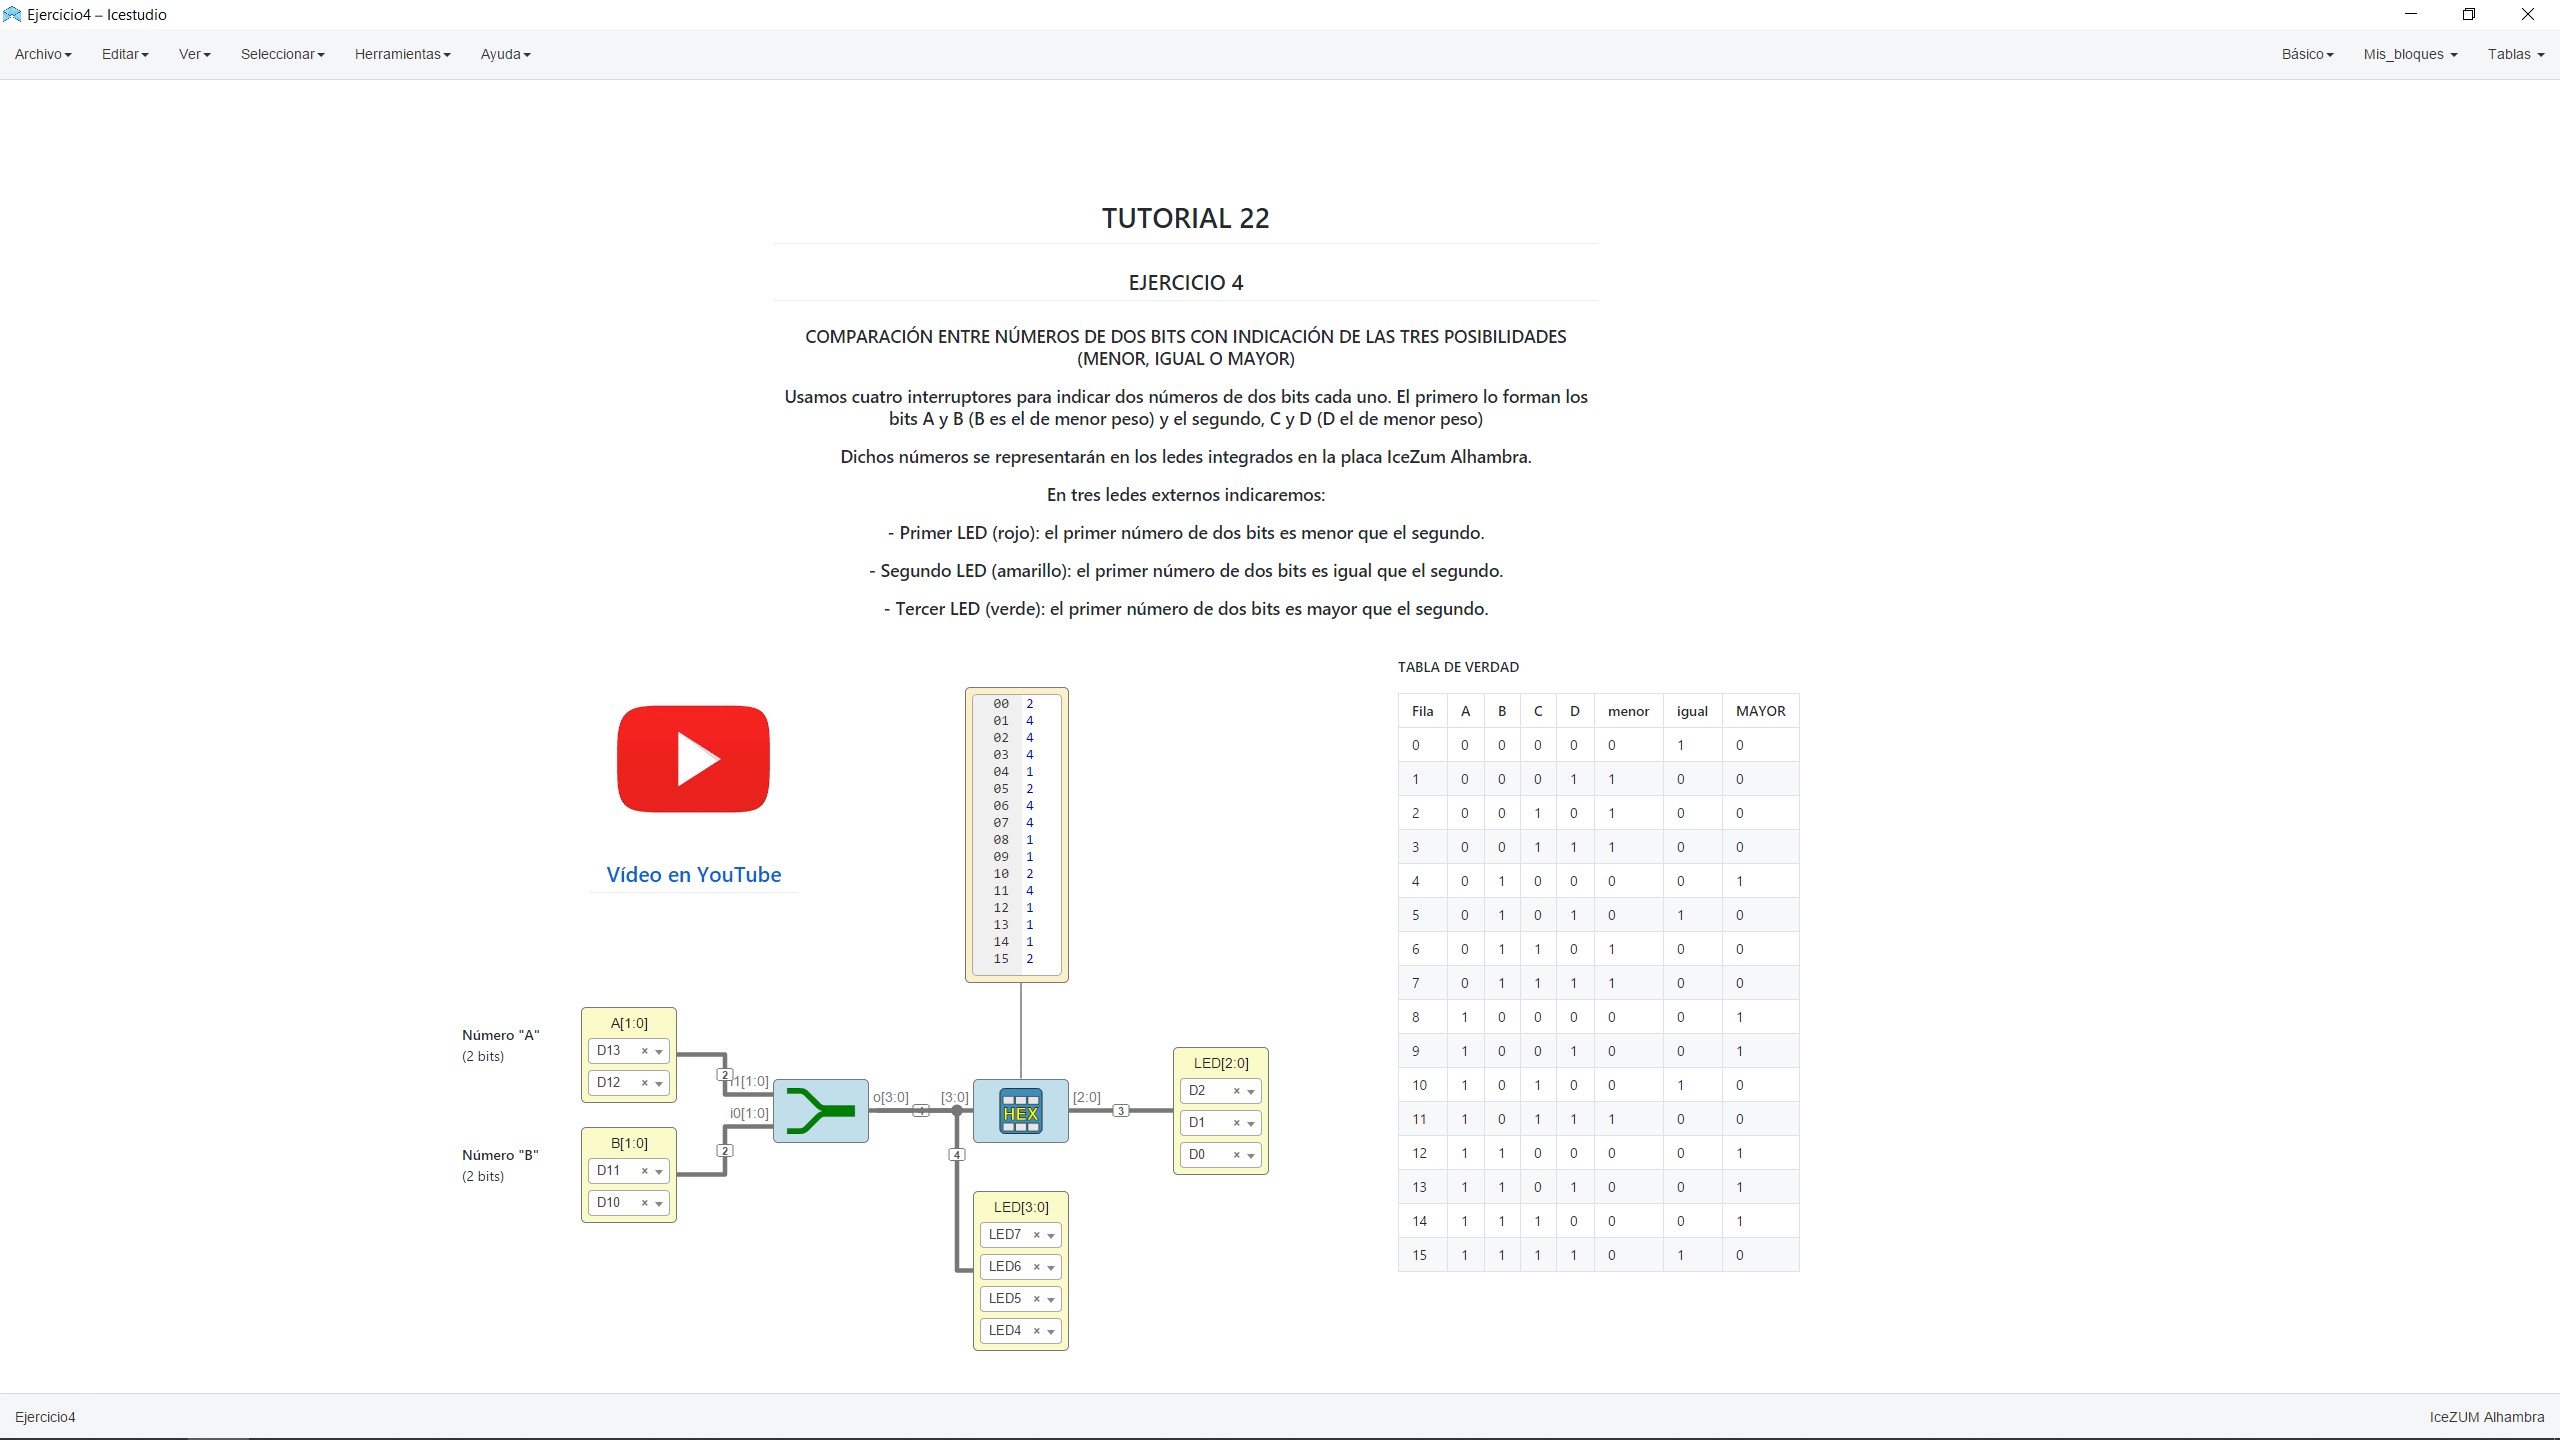 Ejercicio4 – Icestudio
Archivo Editar Ver Seleccionar Herramientas Ayuda Básico Mis_bloques Tablas
TUTORIAL 22
EJERCICIO 4
COMPARACIÓN ENTRE NÚMEROS DE DOS BITS CON INDICACIÓN DE LAS TRES POSIBILIDADES
(MENOR, IGUAL O MAYOR)
Usamos cuatro interruptores para indicar dos números de dos bits cada uno. El primero lo forman los
bits A y B (B es el de menor peso) y el segundo, C y D (D el de menor peso)
Dichos números se representarán en los ledes integrados en la placa IceZum Alhambra.
En tres ledes externos indicaremos:
- Primer LED (rojo): el primer número de dos bits es menor que el segundo.
- Segundo LED (amarillo): el primer número de dos bits es igual que el segundo.
- Tercer LED (verde): el primer número de dos bits es mayor que el segundo.
Vídeo en YouTube
00 2
01 4
02 4
03 4
04 1
05 2
06 4
07 4
08 1
09 1
10 2
11 4
12 1
13 1
14 1
15 2
Número "A"
(2 bits)
A[1:0]
D13
D12
Número "B"
(2 bits)
B[1:0]
D11
D10
2
i1[1:0]
i0[1:0]
2
o[3:0]
4
[3:0]
HEX
[2:0]
3
4
LED[2:0]
D2
D1
D0
LED[3:0]
LED7
LED6
LED5
LED4
TABLA DE VERDAD
Fila A B C D menor igual MAYOR
0 0 0 0 0 0 1 0
1 0 0 0 1 1 0 0
2 0 0 1 0 1 0 0
3 0 0 1 1 1 0 0
4 0 1 0 0 0 0 1
5 0 1 0 1 0 1 0
6 0 1 1 0 1 0 0
7 0 1 1 1 1 0 0
8 1 0 0 0 0 0 1
9 1 0 0 1 0 0 1
10 1 0 1 0 0 1 0
11 1 0 1 1 1 0 0
12 1 1 0 0 0 0 1
13 1 1 0 1 0 0 1
14 1 1 1 0 0 0 1
15 1 1 1 1 0 1 0
Ejercicio4
IceZUM Alhambra